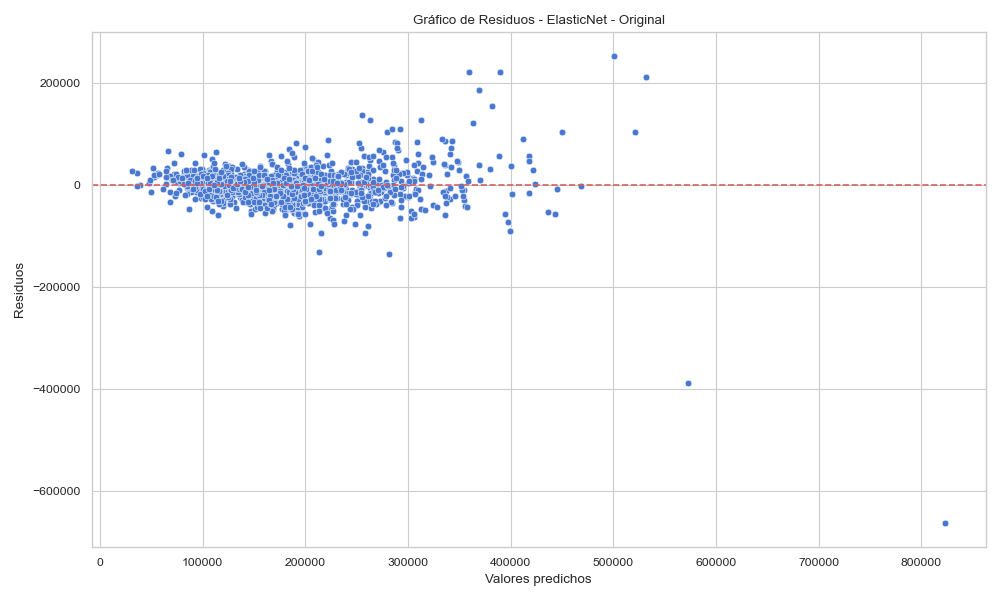 Gráfico de Residuos - ElasticNet - Original
Residuos
200000
0
−200000
−400000
−600000
0 100000 200000 300000 400000 500000 600000 700000 800000
Valores predichos